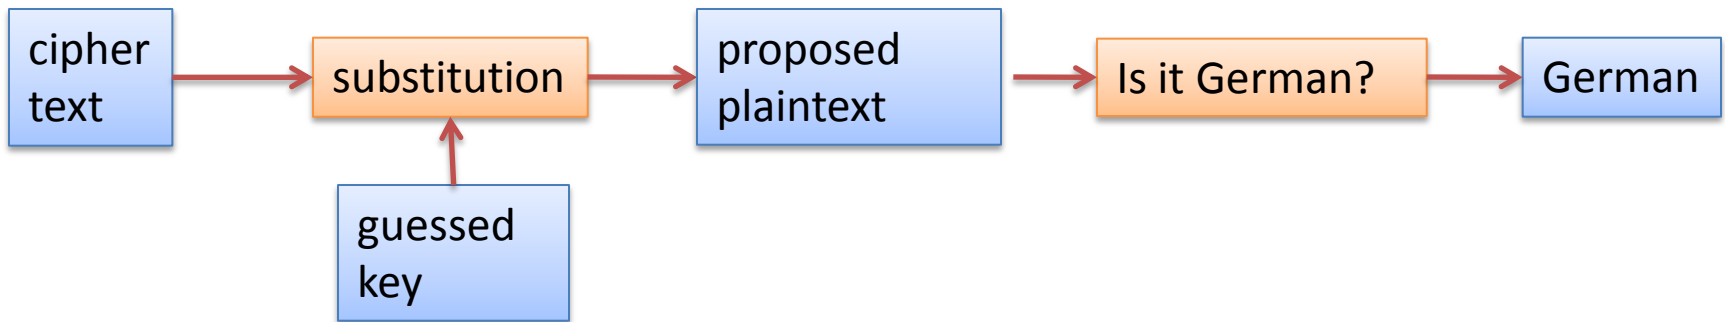 cipher
text
substitution
proposed
plaintext
Is it German?
German
guessed
key